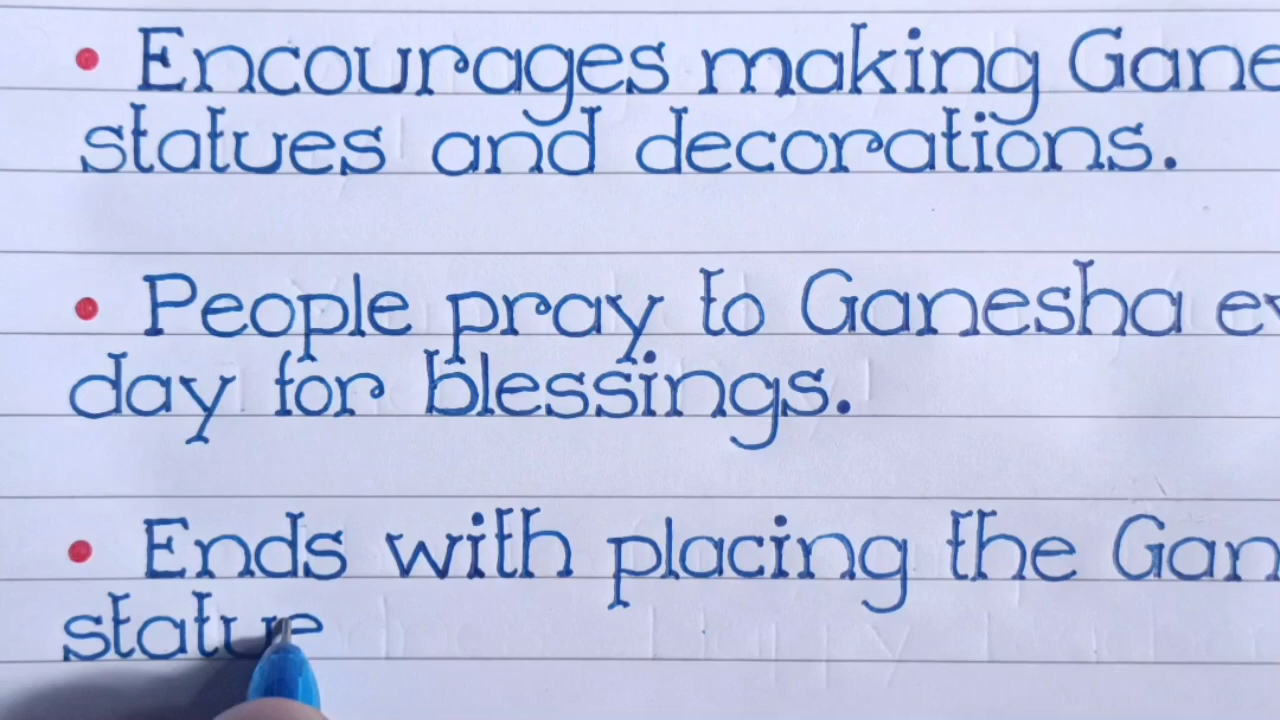 • Encourages making Gane
statues and decorations.
• People pray to Ganesha ev
day for blessings.
• Ends with placing the Gan
statue